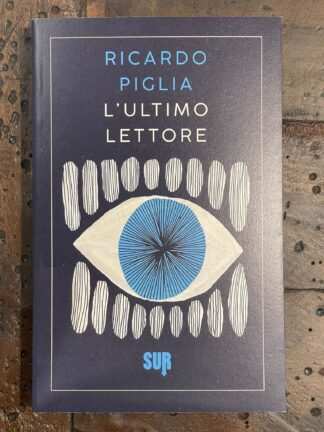 RICARDO
PIGLIA
L'ULTIMO
LETTORE
SUR